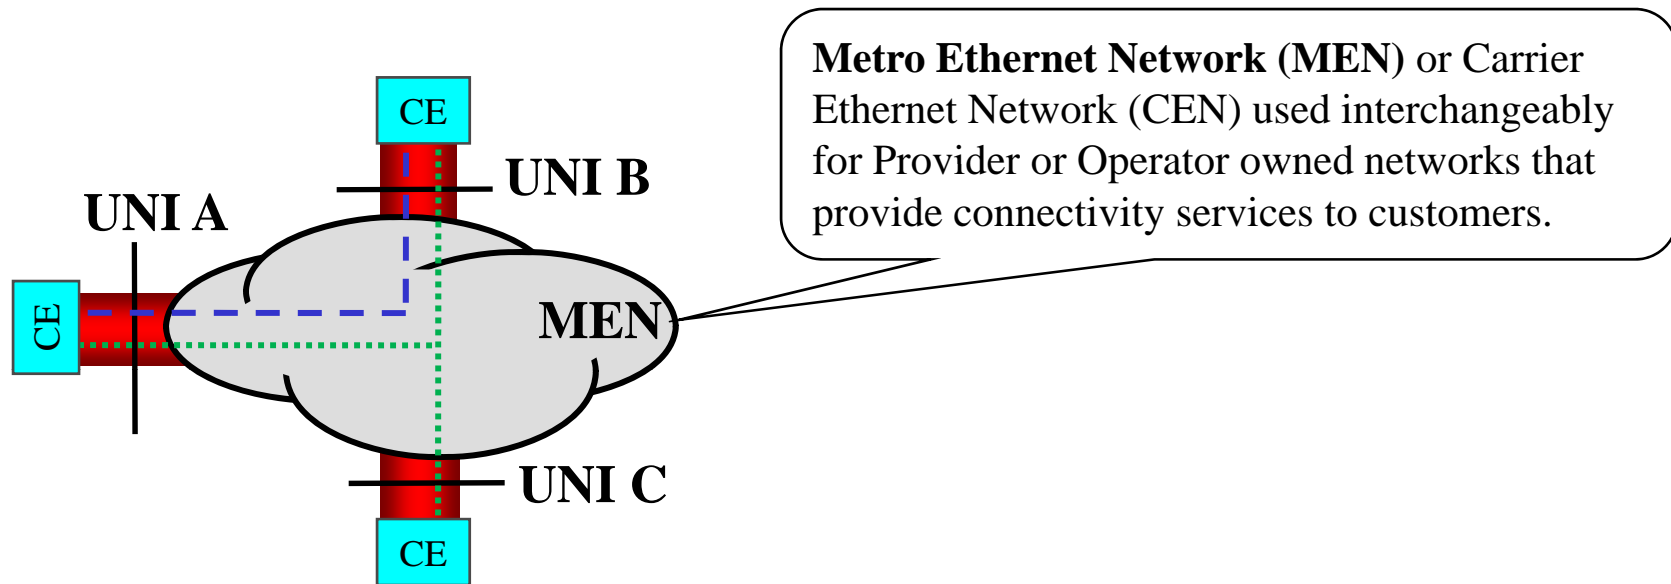 CE
UNI B
UNI A
CE
MEN
UNI C
CE
Metro Ethernet Network (MEN) or Carrier
Ethernet Network (CEN) used interchangeably
for Provider or Operator owned networks that
provide connectivity services to customers.